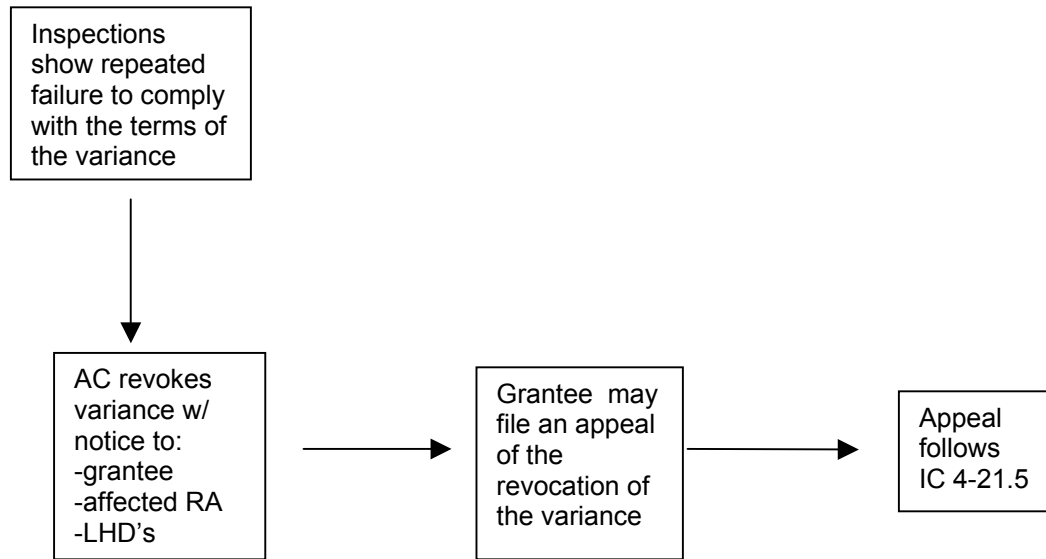 Inspections
show repeated
failure to comply
with the terms of
the variance
AC revokes
variance w/
notice to:
-grantee
-affected RA
-LHD’s
Grantee may
file an appeal
of the
revocation of
the variance
Appeal
follows
IC 4-21.5